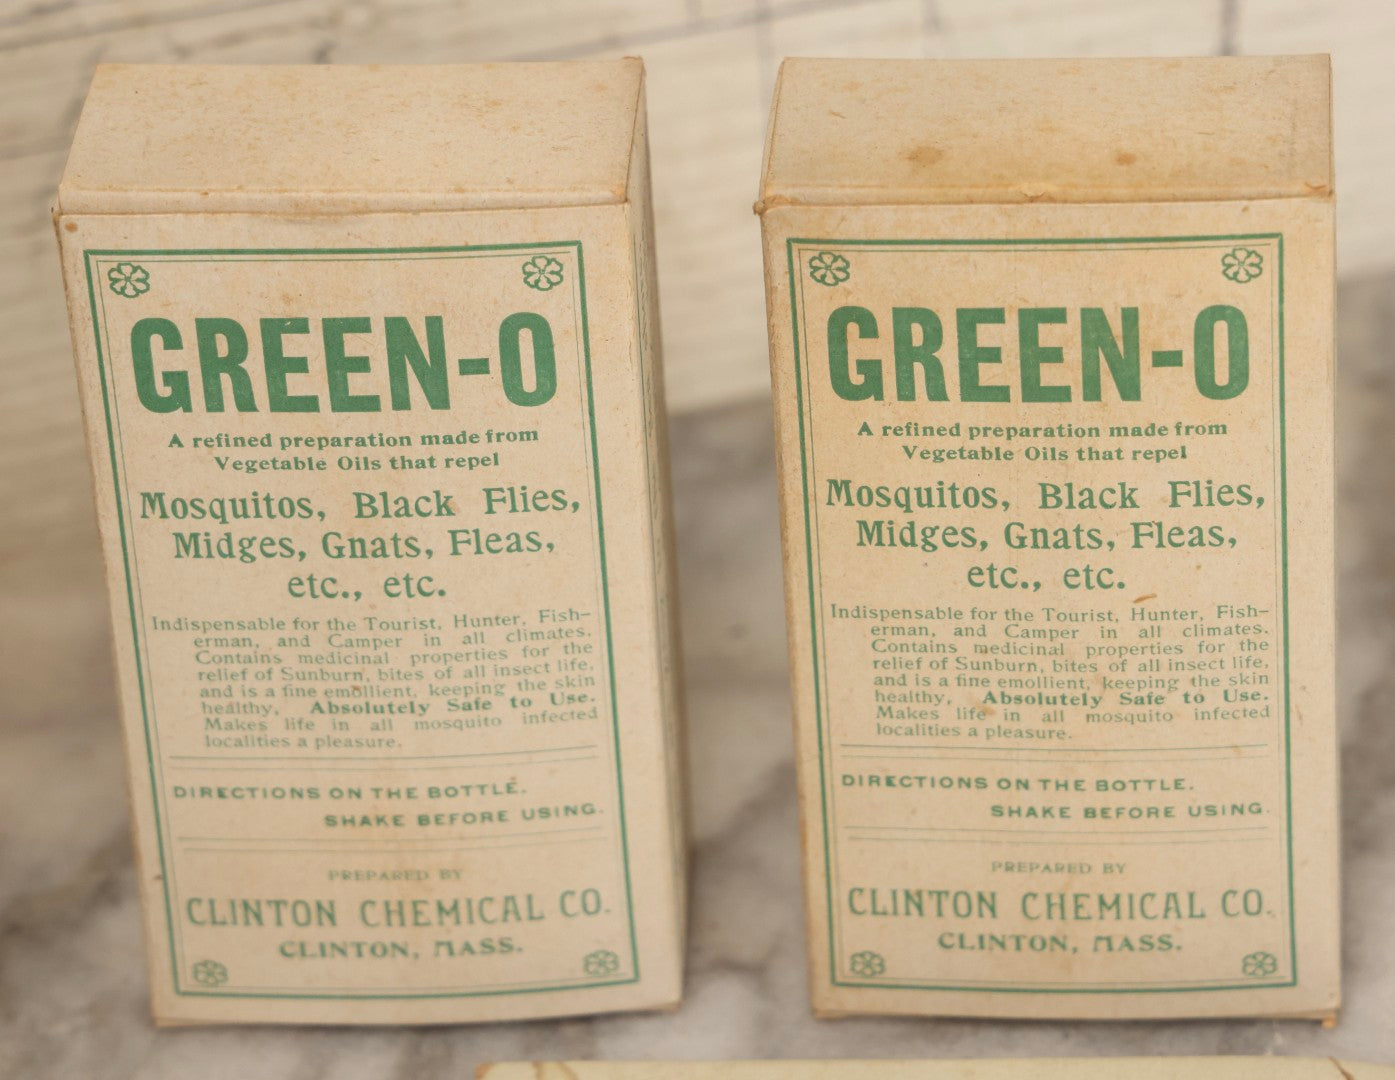 GREEN-O
A refined preparation made from
Vegetable Oils that repel
Mosquitos, Black Flies,
Midges, Gnats, Fleas,
etc., etc.
Indispensable for the Tourist, Hunter, Fish-
erman, and Camper in all climates.
Contains medicinal properties for the
relief of Sunburn, bites of all insect life,
and is a fine emollient, keeping the skin
healthy, Absolutely Safe to Use.
Makes life in all mosquito infected
localities a pleasure.
DIRECTIONS ON THE BOTTLE.
SHAKE BEFORE USING.
PREPARED BY
CLINTON CHEMICAL CO.
CLINTON, MASS.
GREEN-O
A refined preparation made from
Vegetable Oils that repel
Mosquitos, Black Flies,
Midges, Gnats, Fleas,
etc., etc.
Indispensable for the Tourist, Hunter, Fish-
erman, and Camper in all climates.
Contains medicinal properties for the
relief of Sunburn, bites of all insect life,
and is a fine emollient, keeping the skin
healthy, Absolutely Safe to Use.
Makes life in all mosquito infected
localities a pleasure.
DIRECTIONS ON THE BOTTLE.
SHAKE BEFORE USING.
PREPARED BY
CLINTON CHEMICAL CO.
CLINTON, MASS.